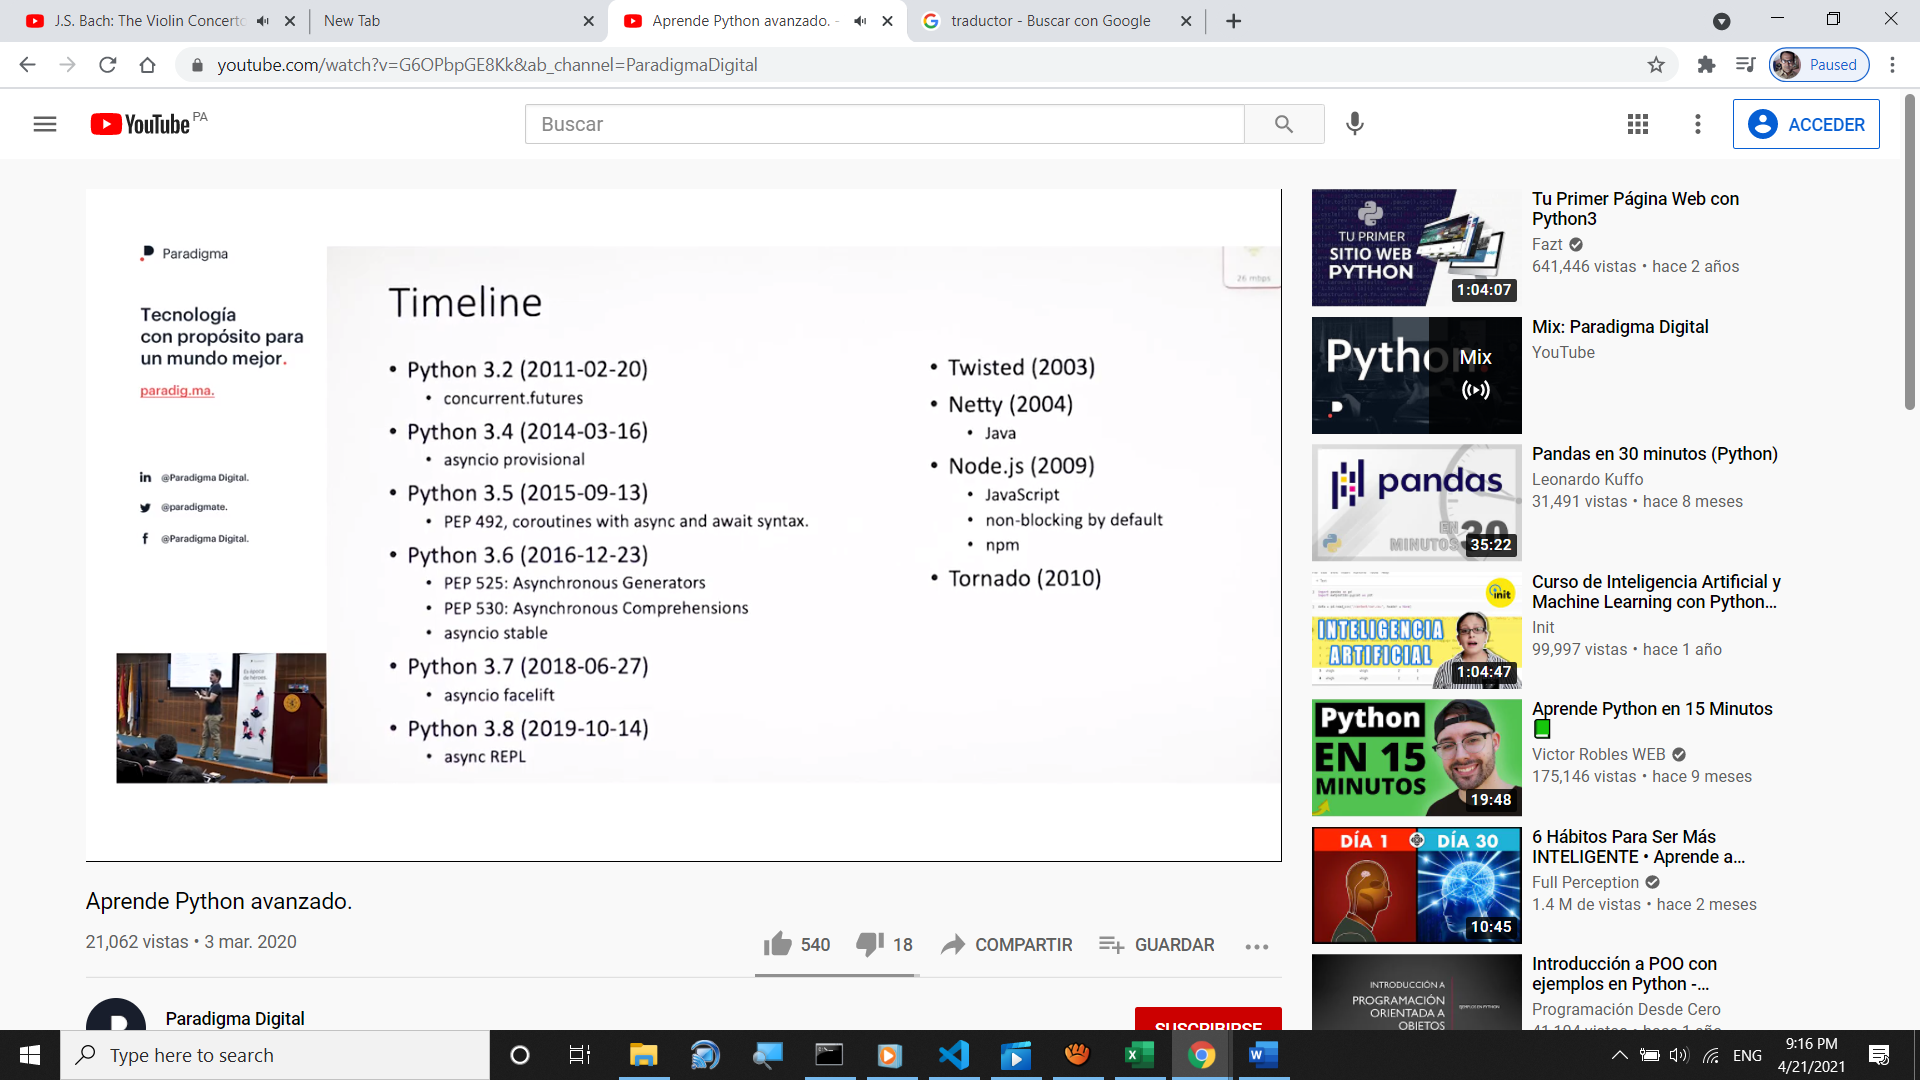 J.S. Bach: The Violin Concerto
New Tab
Aprende Python avanzado. -
traductor - Buscar con Google
youtube.com/watch?v=G6OPbpGE8Kk&ab_channel=ParadigmaDigital
Paused
YouTube PA
Buscar
ACCEDER
Paradigma
Tecnología
con propósito para
un mundo mejor.
paradig.ma.
in @Paradigma Digital.
@paradigmate.
f @Paradigma Digital.
26 mbps
Timeline
• Python 3.2 (2011-02-20)
• concurrent.futures
• Python 3.4 (2014-03-16)
• asyncio provisional
• Python 3.5 (2015-09-13)
• PEP 492, coroutines with async and await syntax.
• Python 3.6 (2016-12-23)
• PEP 525: Asynchronous Generators
• PEP 530: Asynchronous Comprehensions
• asyncio stable
• Python 3.7 (2018-06-27)
• asyncio facelift
• Python 3.8 (2019-10-14)
• async REPL
• Twisted (2003)
• Netty (2004)
• Java
• Node.js (2009)
• JavaScript
• non-blocking by default
• npm
• Tornado (2010)
Aprende Python avanzado.
21,062 vistas • 3 mar. 2020
540
18
COMPARTIR
GUARDAR
Paradigma Digital
SUSCRIBIRSE
TU PRIMER
SITIO WEB
PYTHON
1:04:07
Tu Primer Página Web con
Python3
Fazt
641,446 vistas • hace 2 años
Python
Mix
Mix: Paradigma Digital
YouTube
pandas
EN 30
MINUTOS
35:22
Pandas en 30 minutos (Python)
Leonardo Kuffo
31,491 vistas • hace 8 meses
init
INTELIGENCIA
ARTIFICIAL
1:04:47
Curso de Inteligencia Artificial y
Machine Learning con Python...
Init
99,997 vistas • hace 1 año
Python
EN 15
MINUTOS
19:48
Aprende Python en 15 Minutos
Victor Robles WEB
175,146 vistas • hace 9 meses
DÍA 1
DÍA 30
10:45
6 Hábitos Para Ser Más
INTELIGENTE • Aprende a...
Full Perception
1.4 M de vistas • hace 2 meses
INTRODUCCIÓN A
PROGRAMACIÓN
ORIENTADA A
OBJETOS
Introducción a POO con
ejemplos en Python -...
Programación Desde Cero
Type here to search
ENG
9:16 PM
4/21/2021